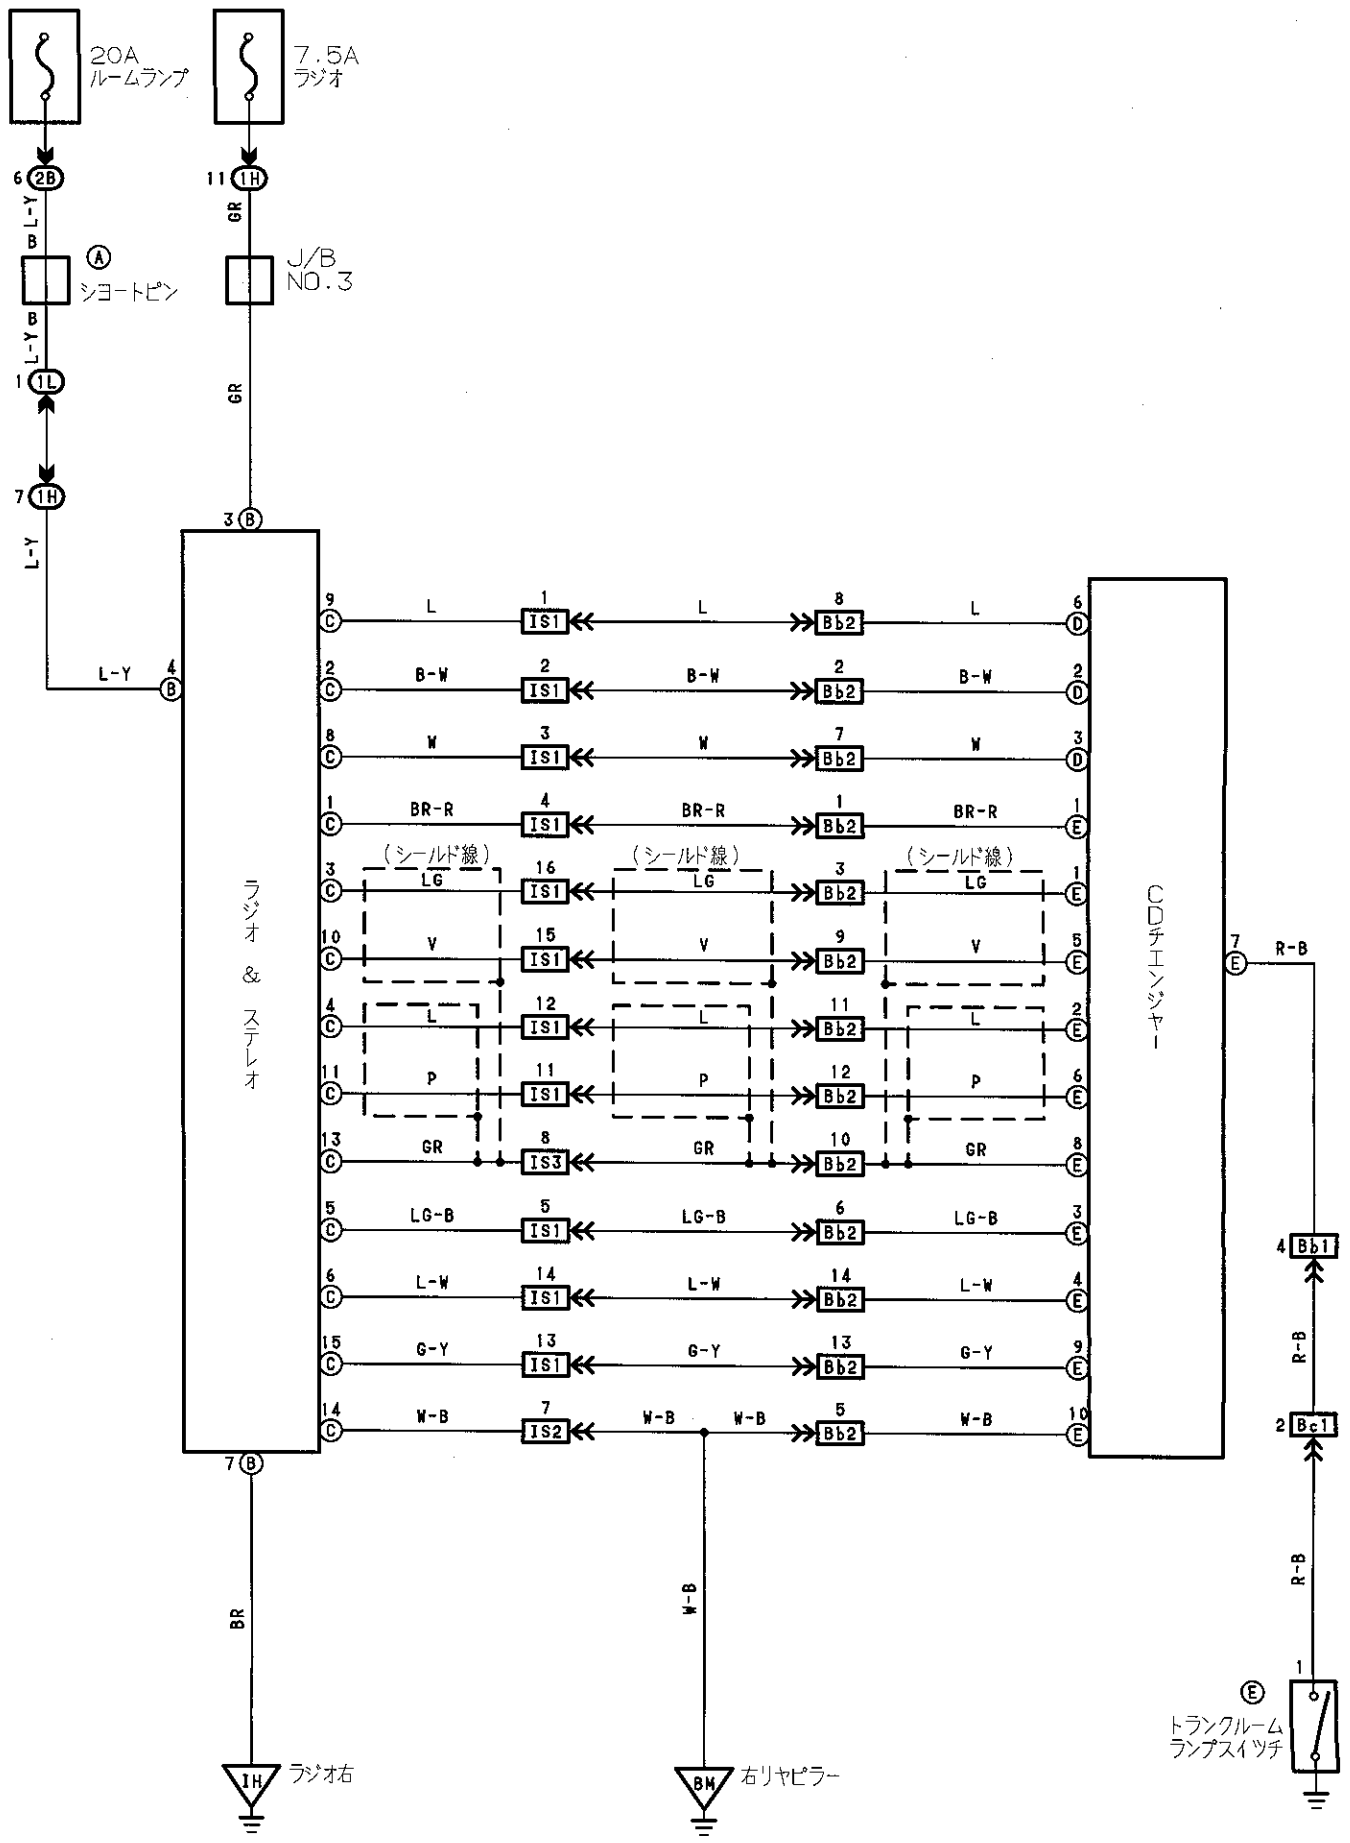 20A
ルームランプ
7.5A
ラジオ
6 2B
11 1H
L-Y
GR
B
A
シヨートピン
J/B
NO.3
B
L-Y
1 1L
GR
7 1H
L-Y
3 B
L-Y
4 B
ラジオ & ステレオ
CDチエンジヤー
9 C L 1 IS1 L 8 Bb2 L 6 D
2 C B-W 2 IS1 B-W 2 Bb2 B-W 2 D
8 C W 3 IS1 W 7 Bb2 W 3 D
1 C BR-R 4 IS1 BR-R 1 Bb2 BR-R 1 E
(シールド線) (シールド線) (シールド線)
3 C LG 16 IS1 LG 3 Bb2 LG 1 E
10 C V 15 IS1 V 9 Bb2 V 5 E
7 E R-B
4 C L 12 IS1 L 11 Bb2 L 2 E
11 C P 11 IS1 P 12 Bb2 P 6 E
13 C GR 8 IS3 GR 10 Bb2 GR 8 E
5 C LG-B 5 IS1 LG-B 6 Bb2 LG-B 3 E
4 Bb1
6 C L-W 14 IS1 L-W 14 Bb2 L-W 4 E
R-B
15 C G-Y 13 IS1 G-Y 13 Bb2 G-Y 9 E
14 C W-B 7 IS2 W-B W-B 5 Bb2 W-B 10 E
2 Bc1
7 B
R-B
BR
W-B
1
E
トランクルーム
ランプスイツチ
IH ラジオ右
BM 右リヤピラー